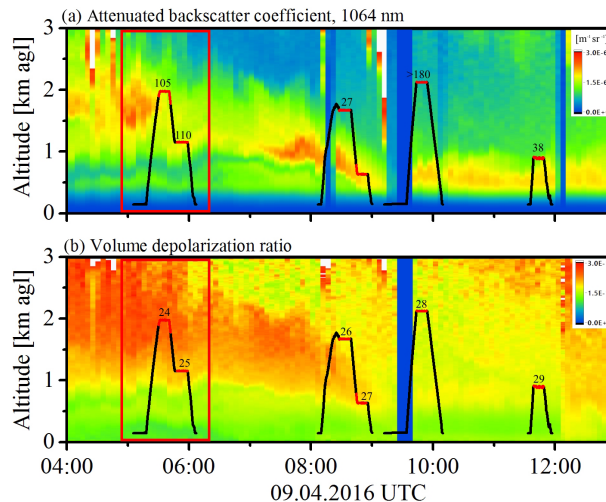 (a) Attenuated backscatter coefficient, 1064 nm
[m⁻¹ sr⁻¹]
3.0E-6
1.5E-6
0.0E+0
Altitude [km agl]
3
2
1
0
105
110
27
>180
38
(b) Volume depolarization ratio
3.0E-
0.0E+
Altitude [km agl]
3
2
1
0
24
25
26
27
28
29
04:00 06:00 08:00 10:00 12:00
09.04.2016 UTC